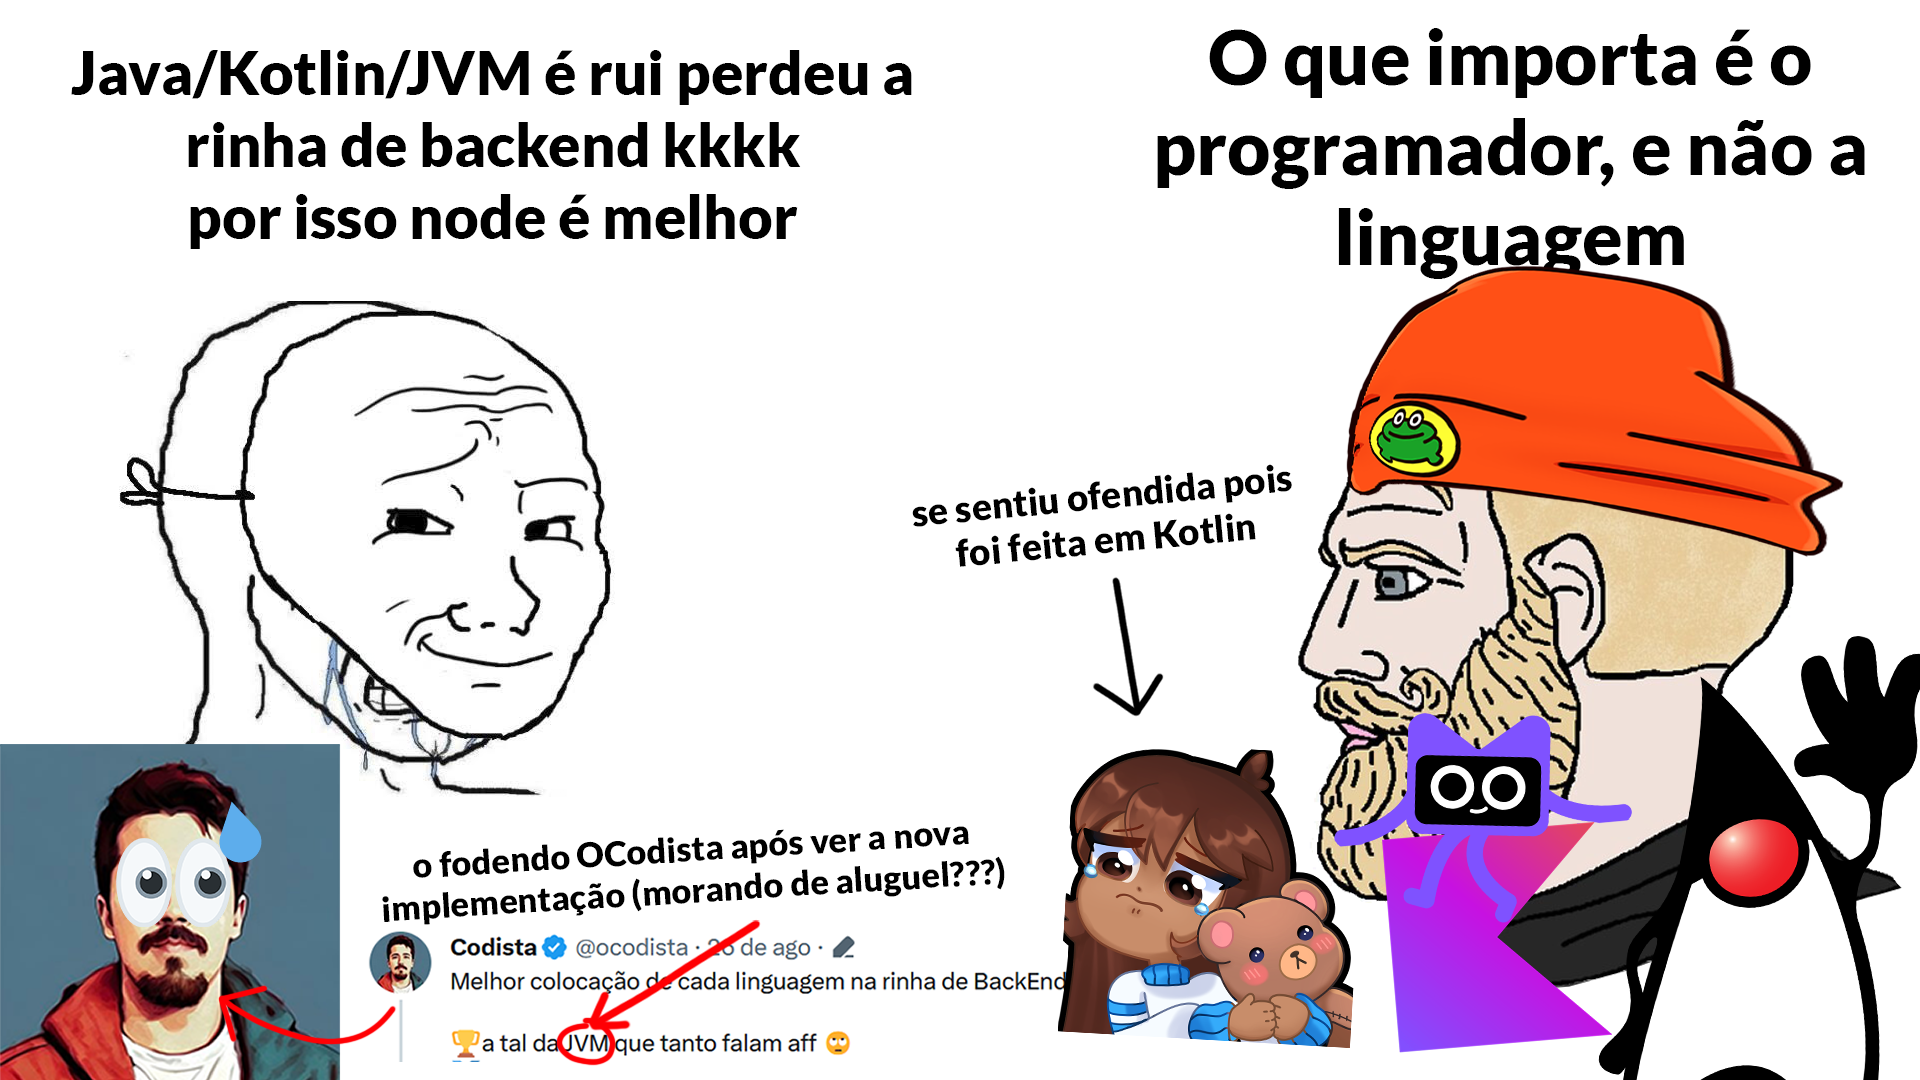 Java/Kotlin/JVM é rui perdeu a
rinha de backend kkkk
por isso node é melhor
O que importa é o
programador, e não a
linguagem
se sentiu ofendida pois
foi feita em Kotlin
o fodendo OCodista após ver a nova
implementação (morando de aluguel???)
Codista @ocodista · 26 de ago ·
Melhor colocação de cada linguagem na rinha de BackEnd
🏆a tal da JVM que tanto falam aff 🙄